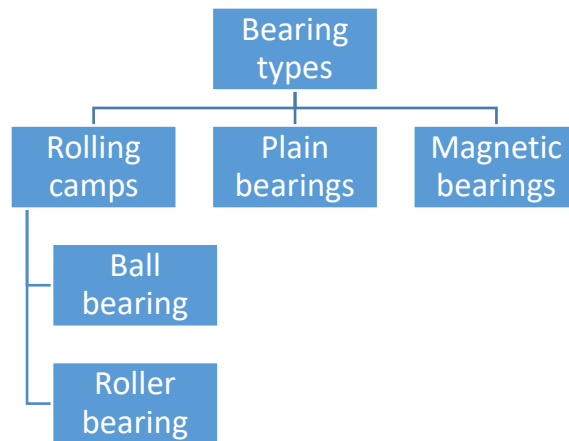 Bearing
types
Rolling
camps
Plain
bearings
Magnetic
bearings
Ball
bearing
Roller
bearing